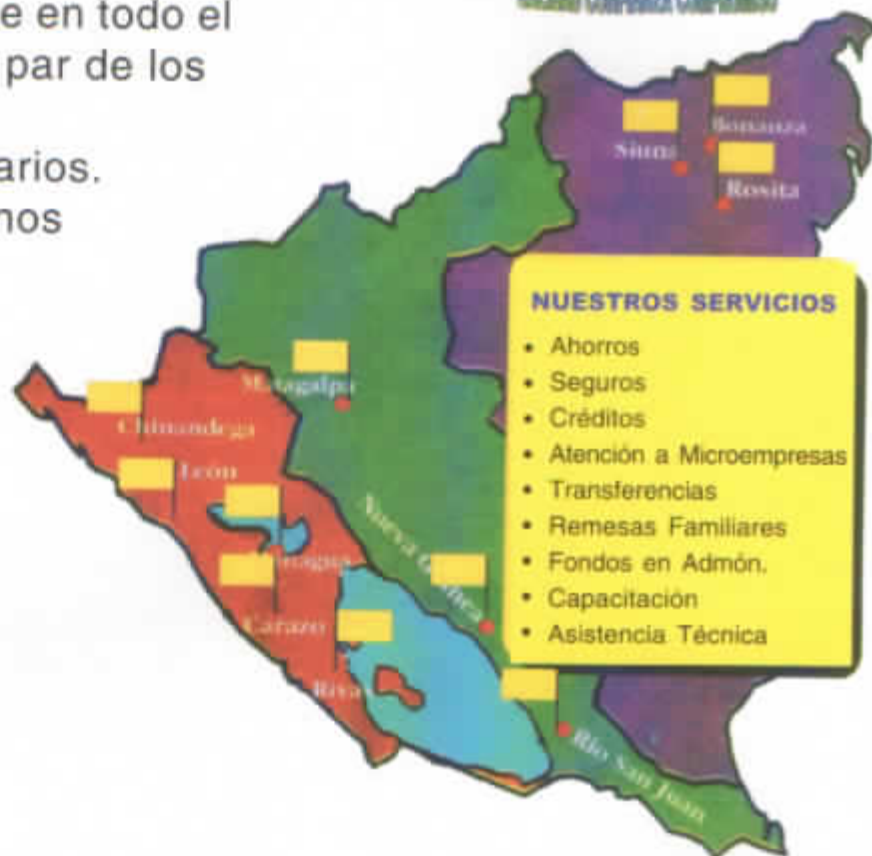 e en todo el
par de los
arios.
nos
Bonanza
Siuna
Rosita
NUESTROS SERVICIOS
• Ahorros
• Seguros
• Créditos
• Atención a Microempresas
• Transferencias
• Remesas Familiares
• Fondos en Admón.
• Capacitación
• Asistencia Técnica
Matagalpa
Chinandega
León
Nueva
Carazo
Rivas
Río San Juan